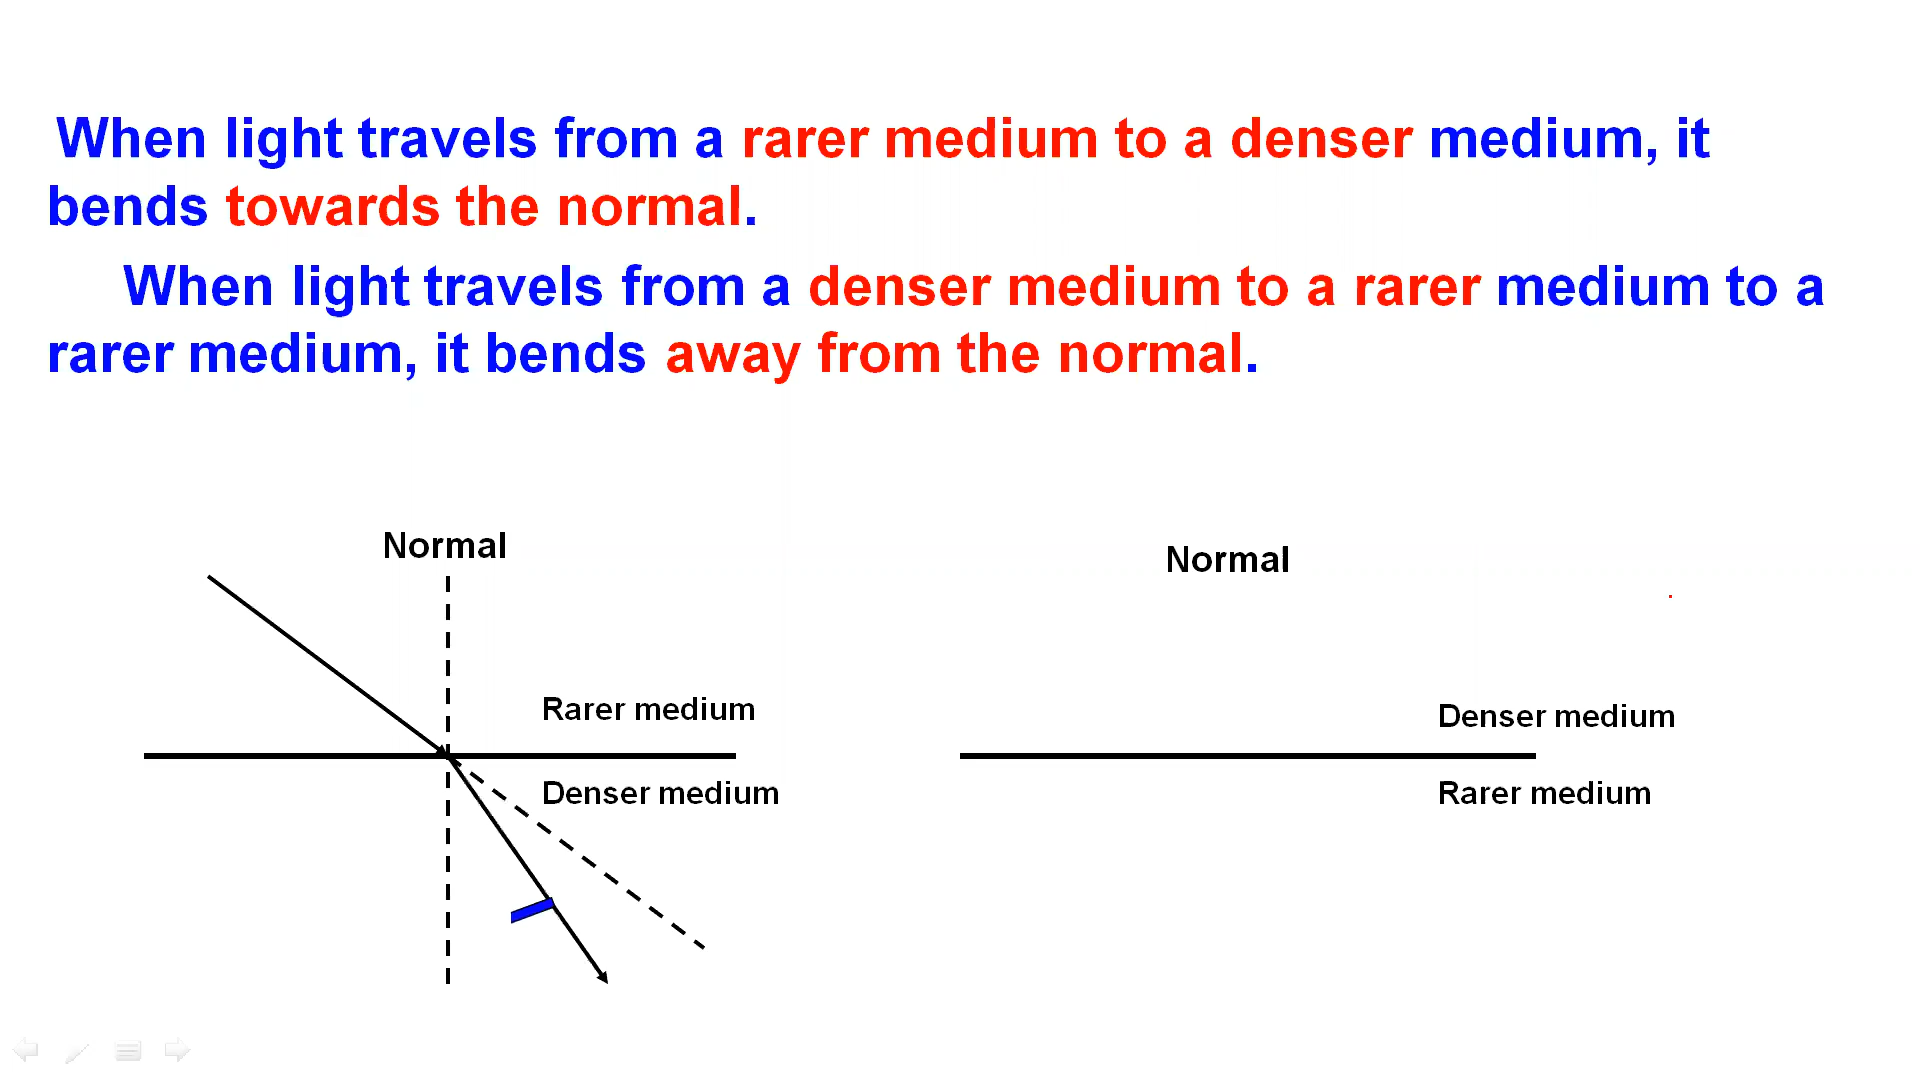 When light travels from a rarer medium to a denser medium, it
bends towards the normal.
When light travels from a denser medium to a rarer medium to a
rarer medium, it bends away from the normal.
Normal
Normal
Rarer medium
Denser medium
Denser medium
Rarer medium